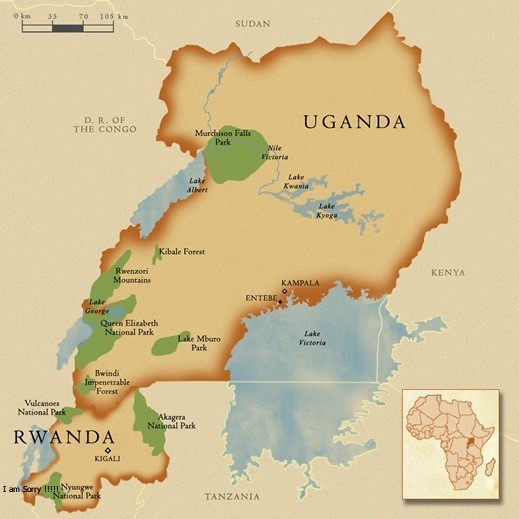 0 km 35 70 105 km
SUDAN
D. R. OF
THE CONGO
UGANDA
Murchison Falls
Park
Nile
Victoria
Lake
Albert
Lake
Kwania
Lake
Kyoga
Kibale Forest
Rwenzori
Mountains
KENYA
KAMPALA
ENTEBE
Lake
George
Queen Elizabeth
National Park
Lake Mburo
Park
Lake
Victoria
Bwindi
Impenetrable
Forest
Vulcanoes
National Park
Akagera
National Park
RWANDA
KIGALI
I am Sorry !!!!!
Nyungwe
National Park
TANZANIA